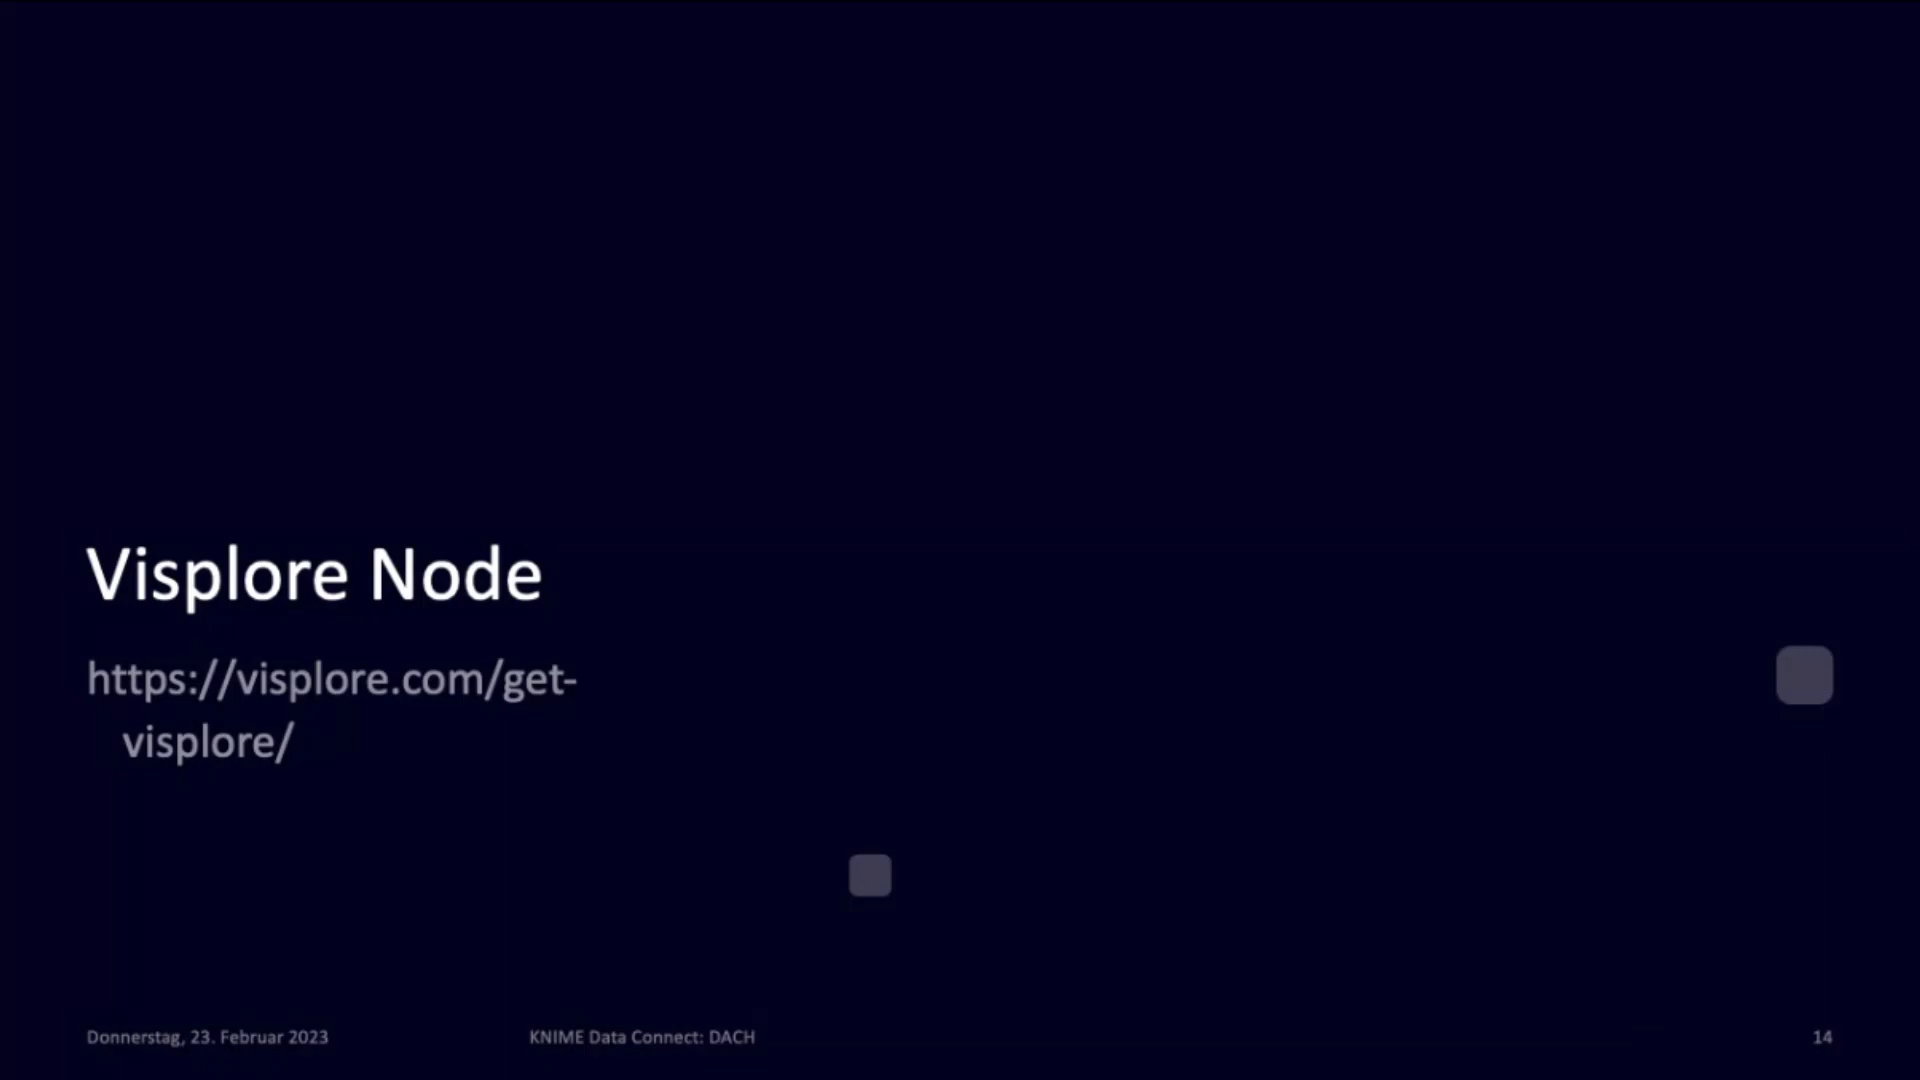 Visplore Node
https://visplore.com/get-
visplore/
Donnerstag, 23. Februar 2023
KNIME Data Connect: DACH
14